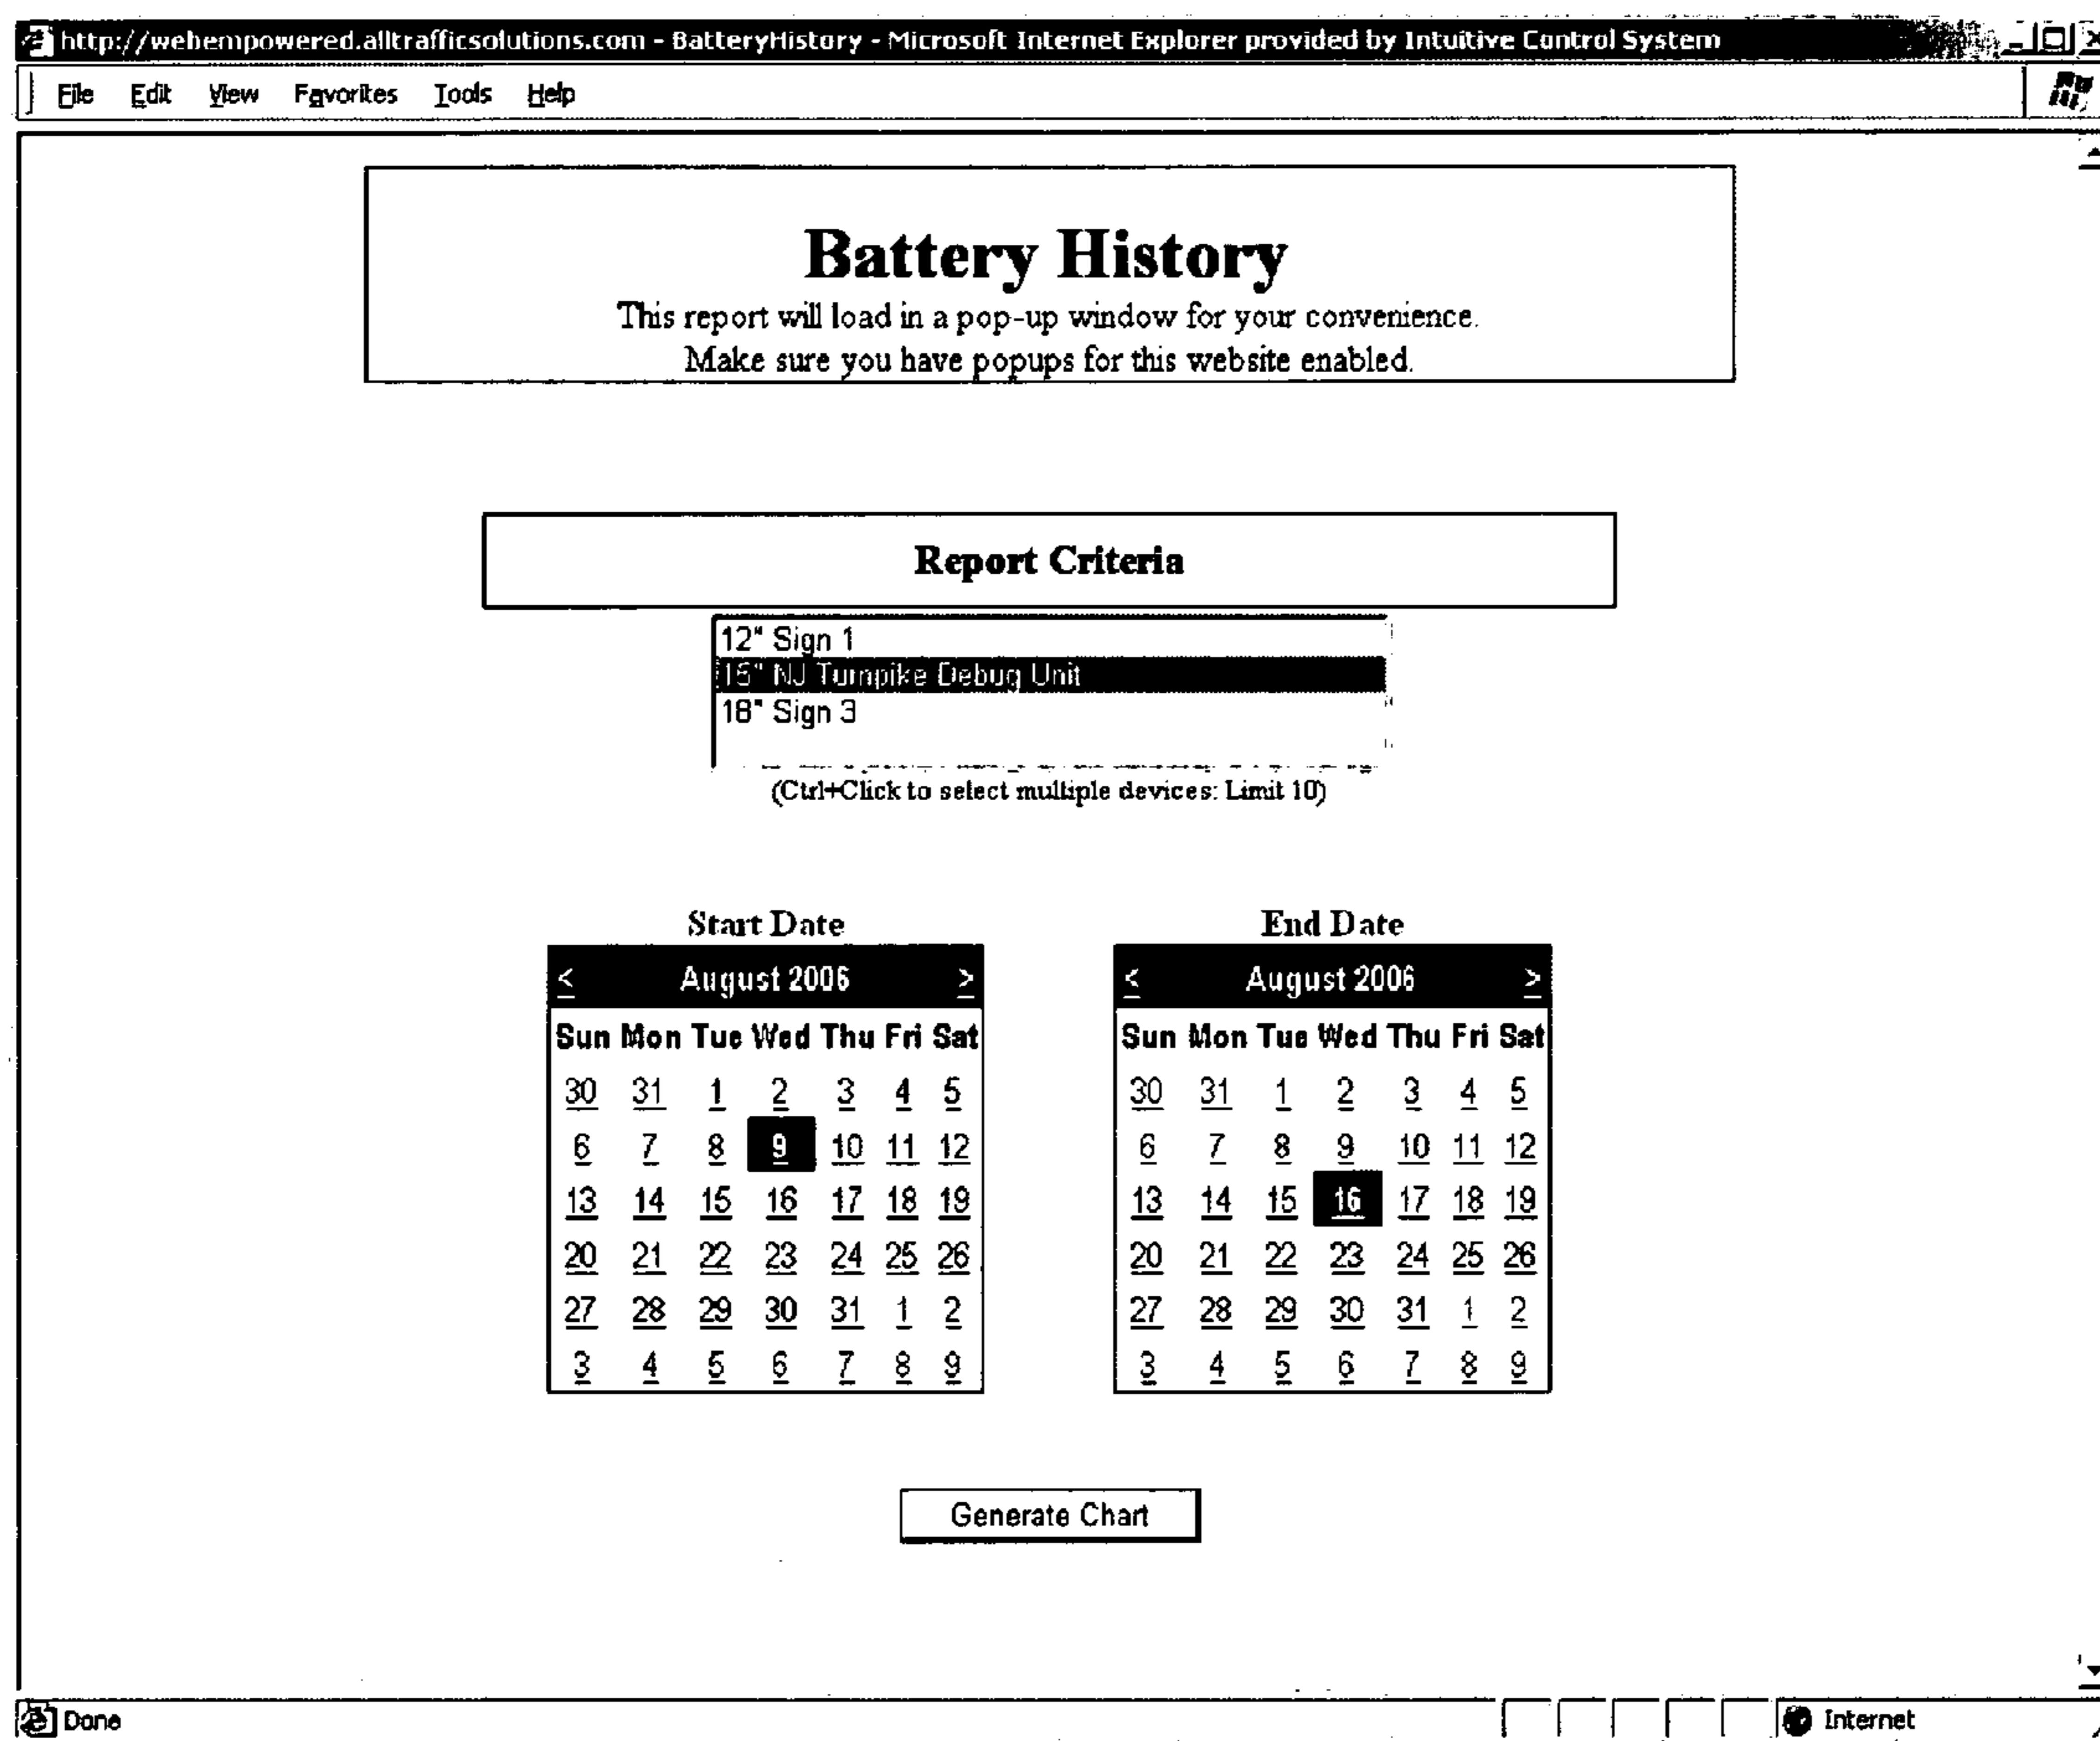 http://webempowered.alltrafficsolutions.com - BatteryHistory - Microsoft Internet Explorer provided by Intuitive Control System
File Edit View Favorites Tools Help
Battery History
This report will load in a pop-up window for your convenience.
Make sure you have popups for this website enabled.
Report Criteria
12" Sign 1
15" NJ Turnpike Debug Unit
18" Sign 3
(Ctrl+Click to select multiple devices: Limit 10)
Start Date
< August 2006 >
Sun Mon Tue Wed Thu Fri Sat
30 31 1 2 3 4 5
6 7 8 9 10 11 12
13 14 15 16 17 18 19
20 21 22 23 24 25 26
27 28 29 30 31 1 2
3 4 5 6 7 8 9
End Date
< August 2006 >
Sun Mon Tue Wed Thu Fri Sat
30 31 1 2 3 4 5
6 7 8 9 10 11 12
13 14 15 16 17 18 19
20 21 22 23 24 25 26
27 28 29 30 31 1 2
3 4 5 6 7 8 9
Generate Chart
Done
Internet